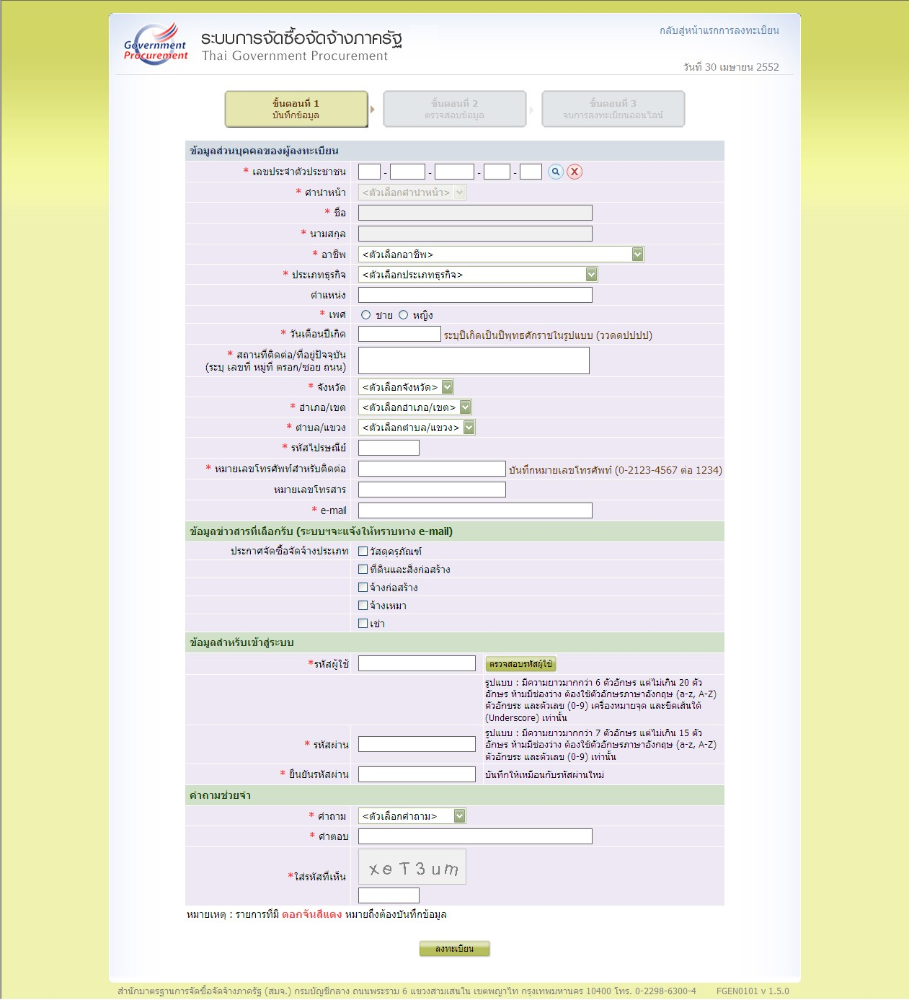 Government
Procurement
ระบบการจัดซื้อจัดจ้างภาครัฐ
Thai Government Procurement
กลับสู่หน้าแรกการลงทะเบียน
วันที่ 30 เมษายน 2552
ขั้นตอนที่ 1
บันทึกข้อมูล
ขั้นตอนที่ 2
ตรวจสอบข้อมูล
ขั้นตอนที่ 3
จบการลงทะเบียนออนไลน์
ข้อมูลส่วนบุคคลของผู้ลงทะเบียน
* เลขประจำตัวประชาชน - - - -
* คำนำหน้า <ตัวเลือกคำนำหน้า>
* ชื่อ
* นามสกุล
* อาชีพ <ตัวเลือกอาชีพ>
* ประเภทธุรกิจ <ตัวเลือกประเภทธุรกิจ>
ตำแหน่ง
* เพศ ชาย หญิง
* วันเดือนปีเกิด ระบุปีเกิดเป็นปีพุทธศักราชในรูปแบบ (ววดดปปปป)
* สถานที่ติดต่อ/ที่อยู่ปัจจุบัน
(ระบุ เลขที่ หมู่ที่ ตรอก/ซอย ถนน)
* จังหวัด <ตัวเลือกจังหวัด>
* อำเภอ/เขต <ตัวเลือกอำเภอ/เขต>
* ตำบล/แขวง <ตัวเลือกตำบล/แขวง>
* รหัสไปรษณีย์
* หมายเลขโทรศัพท์สำหรับติดต่อ บันทึกหมายเลขโทรศัพท์ (0-2123-4567 ต่อ 1234)
หมายเลขโทรสาร
* e-mail
ข้อมูลข่าวสารที่เลือกรับ (ระบบฯจะแจ้งให้ทราบทาง e-mail)
ประกาศจัดซื้อจัดจ้างประเภท วัสดุครุภัณฑ์
ที่ดินและสิ่งก่อสร้าง
จ้างก่อสร้าง
จ้างเหมา
เช่า
ข้อมูลสำหรับเข้าสู่ระบบ
*รหัสผู้ใช้ ตรวจสอบรหัสผู้ใช้
รูปแบบ : มีความยาวมากกว่า 6 ตัวอักษร แต่ไม่เกิน 20 ตัว
อักษร ห้ามมีช่องว่าง ต้องใช้ตัวอักษรภาษาอังกฤษ (a-z, A-Z)
ตัวอักขระ และตัวเลข (0-9) เครื่องหมายจุด และขีดเส้นใต้
(Underscore) เท่านั้น
* รหัสผ่าน
รูปแบบ : มีความยาวมากกว่า 7 ตัวอักษร แต่ไม่เกิน 15 ตัว
อักษร ห้ามมีช่องว่าง ต้องใช้ตัวอักษรภาษาอังกฤษ (a-z, A-Z)
ตัวอักขระ และตัวเลข (0-9) เท่านั้น
* ยืนยันรหัสผ่าน บันทึกให้เหมือนกับรหัสผ่านใหม่
คำถามช่วยจำ
* คำถาม <ตัวเลือกคำถาม>
* คำตอบ
*ใส่รหัสที่เห็น xeT3um
หมายเหตุ : รายการที่มี ดอกจันสีแดง หมายถึงต้องบันทึกข้อมูล
ลงทะเบียน
สำนักมาตรฐานการจัดซื้อจัดจ้างภาครัฐ (สมจ.) กรมบัญชีกลาง ถนนพระราม 6 แขวงสามเสนใน เขตพญาไท กรุงเทพมหานคร 10400 โทร. 0-2298-6300-4 FGEN0101 v 1.5.0